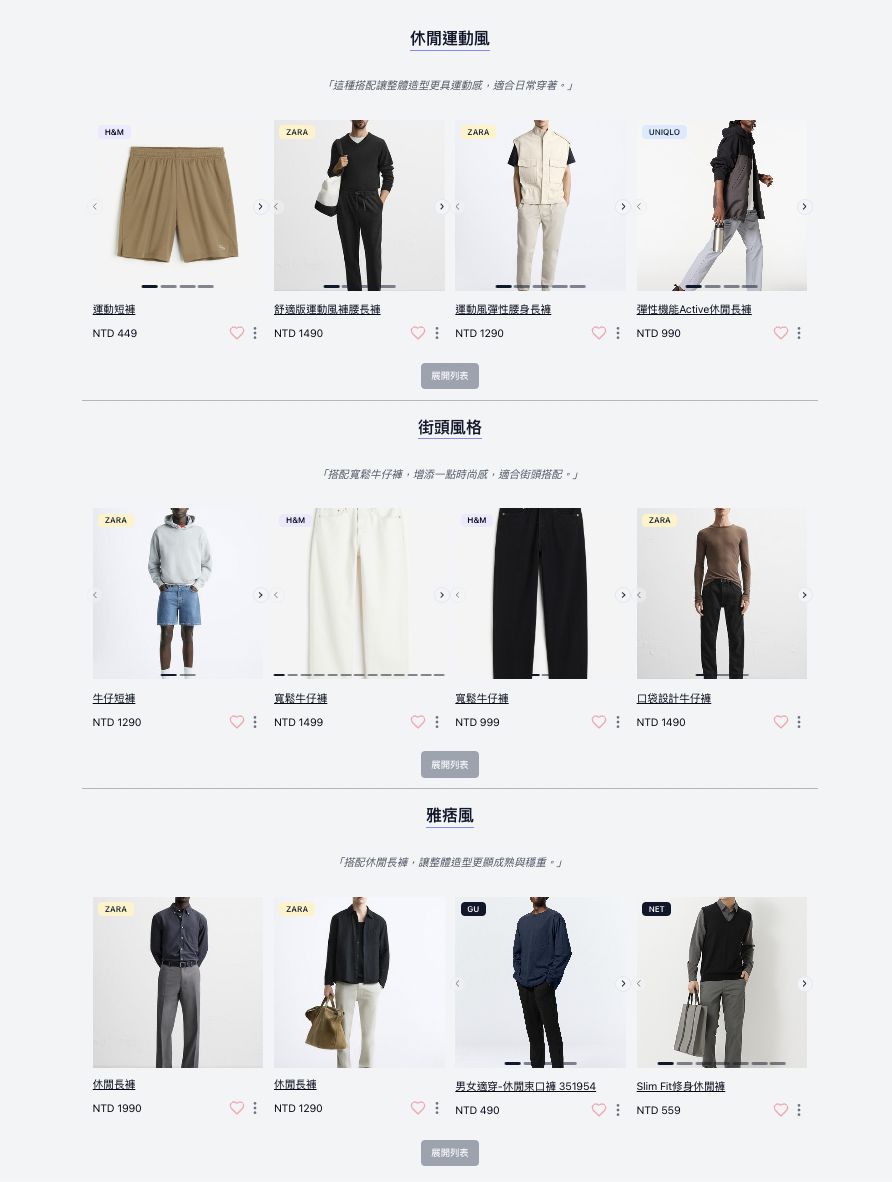 休閒運動風
「這種搭配讓整體造型更具運動感，適合日常穿著。」
H&M
ZARA
ZARA
UNIQLO
運動短褲
舒適版運動風褲腰長褲
運動風彈性腰身長褲
彈性機能Active休閒長褲
NTD 449
NTD 1490
NTD 1290
NTD 990
展開列表
街頭風格
「搭配寬鬆牛仔褲，增添一點時尚感，適合街頭搭配。」
ZARA
H&M
H&M
ZARA
牛仔短褲
寬鬆牛仔褲
寬鬆牛仔褲
口袋設計牛仔褲
NTD 1290
NTD 1499
NTD 999
NTD 1490
展開列表
雅痞風
「搭配休閒長褲，讓整體造型更顯成熟與穩重。」
ZARA
ZARA
GU
NET
休閒長褲
休閒長褲
男女適穿-休閒束口褲 351954
Slim Fit修身休閒褲
NTD 1990
NTD 1290
NTD 490
NTD 559
展開列表